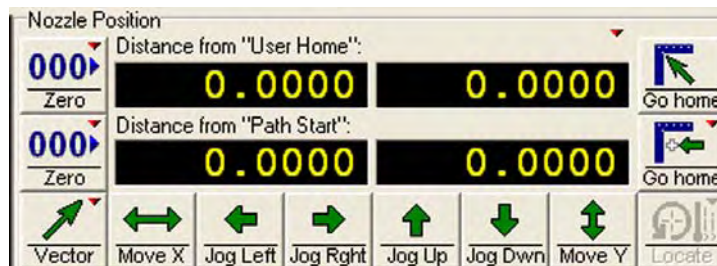 Nozzle Position
Distance from "User Home":
000
Zero
0.0000 0.0000
Go home
Distance from "Path Start":
000
Zero
0.0000 0.0000
Go home
Vector Move X Jog Left Jog Rght Jog Up Jog Dwn Move Y Locate